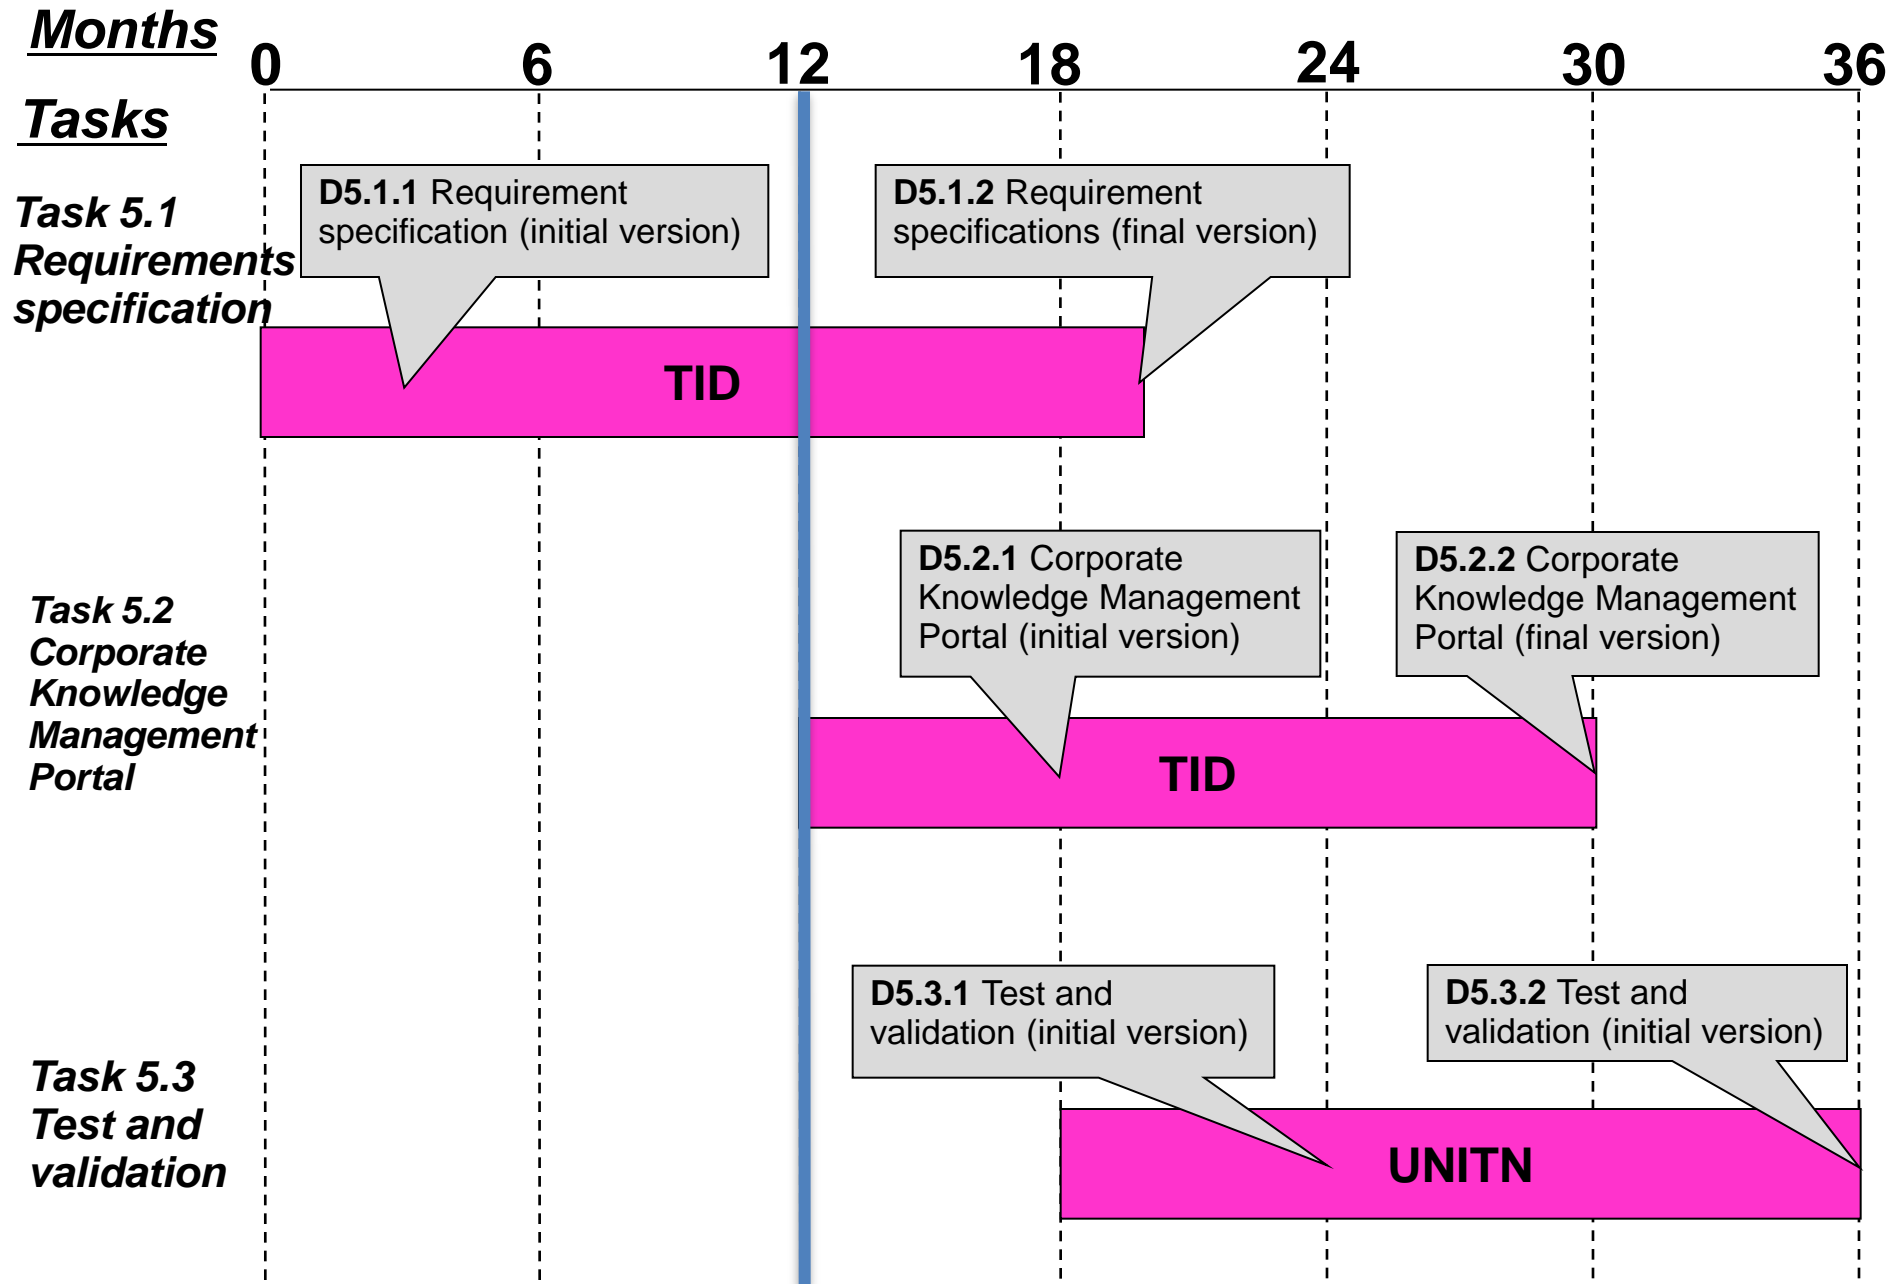 Months
0 6 12 18 24 30 36
Tasks
Task 5.1
Requirements
specification
D5.1.1 Requirement
specification (initial version)
D5.1.2 Requirement
specifications (final version)
TID
Task 5.2
Corporate
Knowledge
Management
Portal
D5.2.1 Corporate
Knowledge Management
Portal (initial version)
D5.2.2 Corporate
Knowledge Management
Portal (final version)
TID
Task 5.3
Test and
validation
D5.3.1 Test and
validation (initial version)
D5.3.2 Test and
validation (initial version)
UNITN